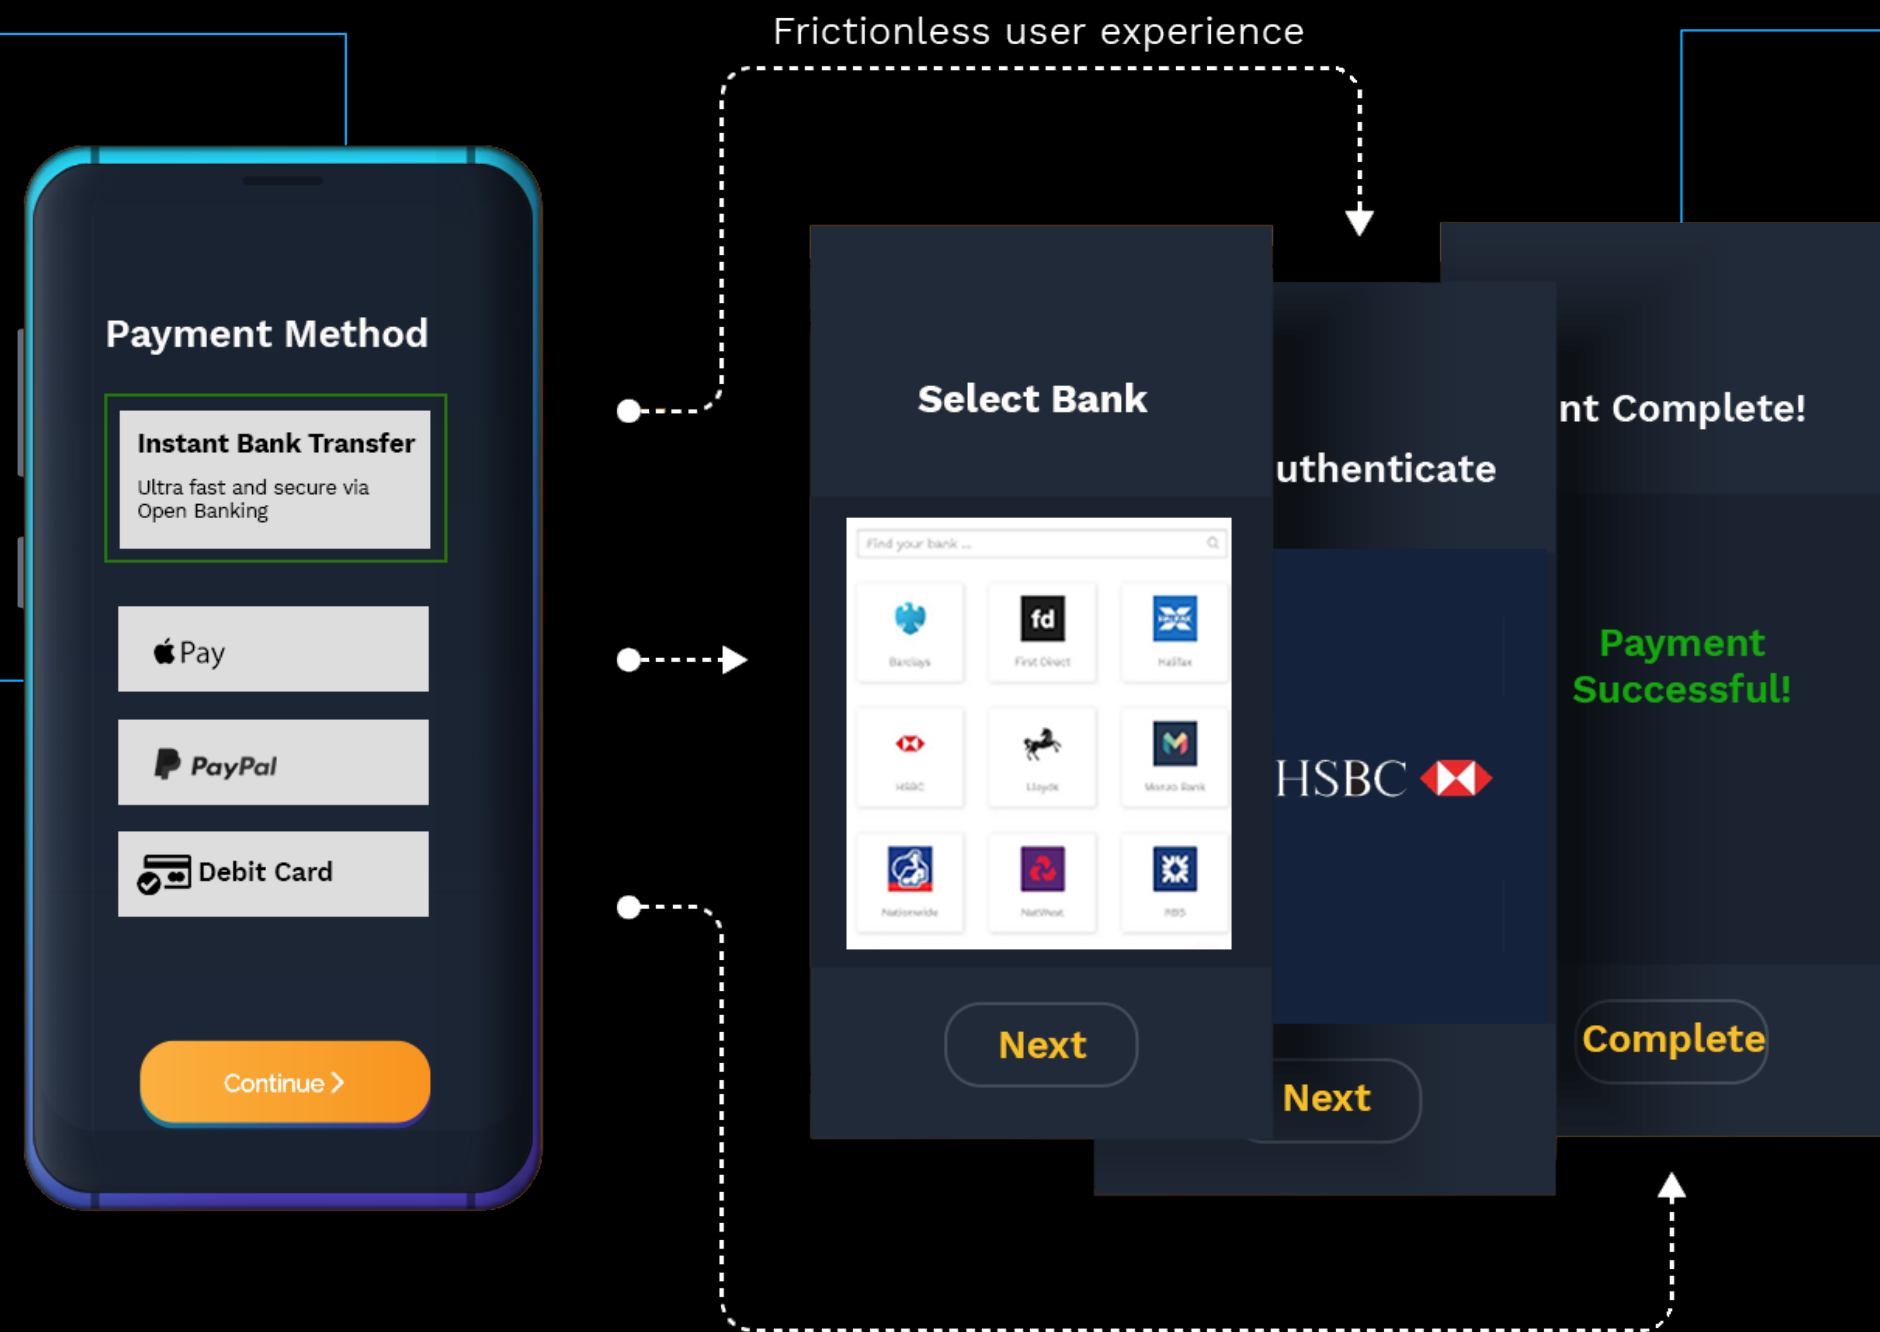 Frictionless user experience
Payment Method
Instant Bank Transfer
Ultra fast and secure via
Open Banking
Pay
PayPal
Debit Card
Continue
Select Bank
Find your bank ...
Barclays
fd
First Direct
HALIFAX
Halifax
HSBC
Lloyds
Monzo Bank
Nationwide
NatWest
RBS
Next
uthenticate
HSBC
Next
nt Complete!
Payment
Successful!
Complete